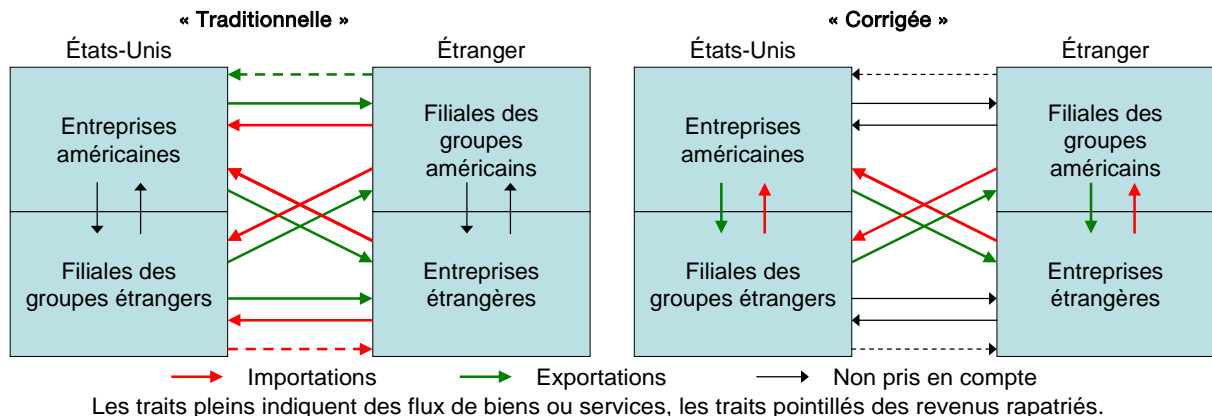 « Traditionnelle »
États-Unis
Étranger
Entreprises
américaines
Filiales des
groupes
américains
Filiales des
groupes étrangers
Entreprises
étrangères
« Corrigée »
États-Unis
Étranger
Entreprises
américaines
Filiales des
groupes
américains
Filiales des
groupes étrangers
Entreprises
étrangères
Importations
Exportations
Non pris en compte
Les traits pleins indiquent des flux de biens ou services, les traits pointillés des revenus rapatriés.